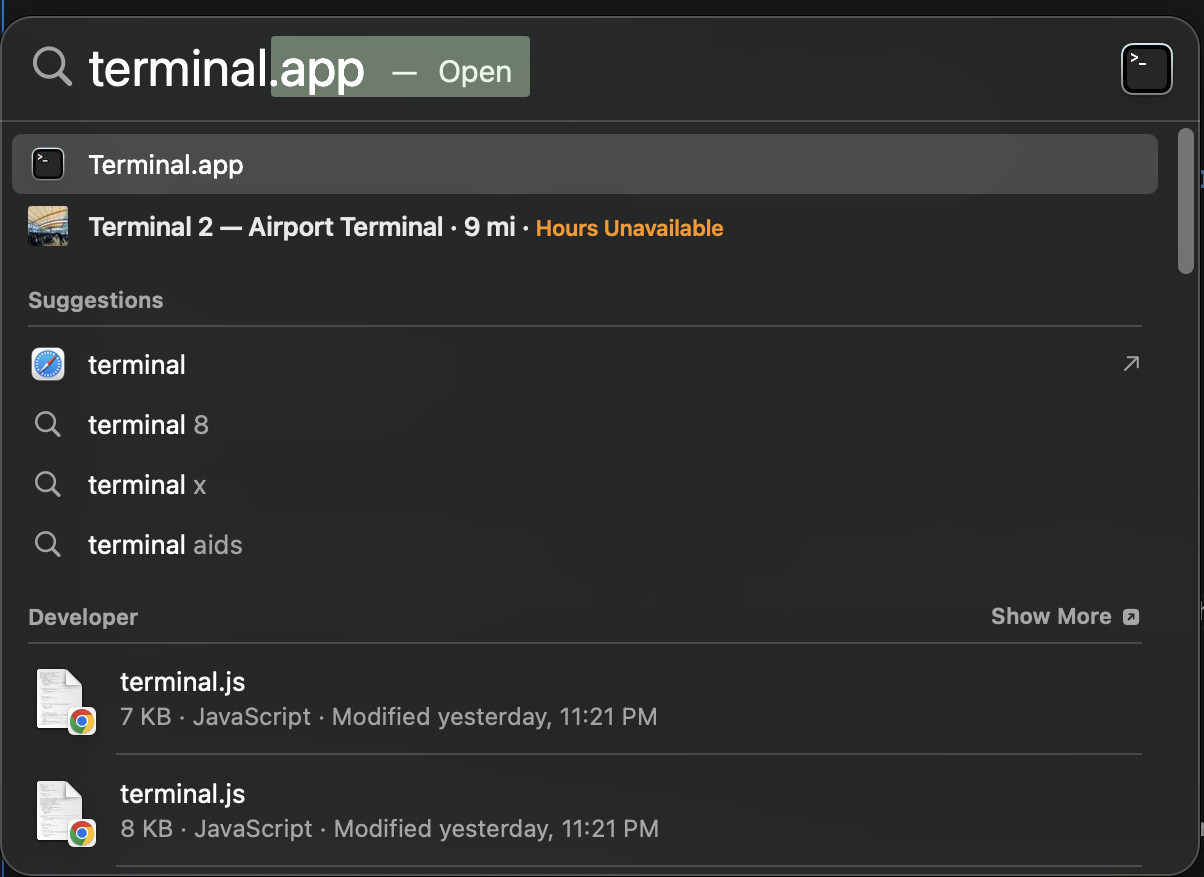 terminal.app — Open
Terminal.app
Terminal 2 — Airport Terminal · 9 mi · Hours Unavailable
Suggestions
terminal
terminal 8
terminal x
terminal aids
Developer
Show More
terminal.js
7 KB · JavaScript · Modified yesterday, 11:21 PM
terminal.js
8 KB · JavaScript · Modified yesterday, 11:21 PM